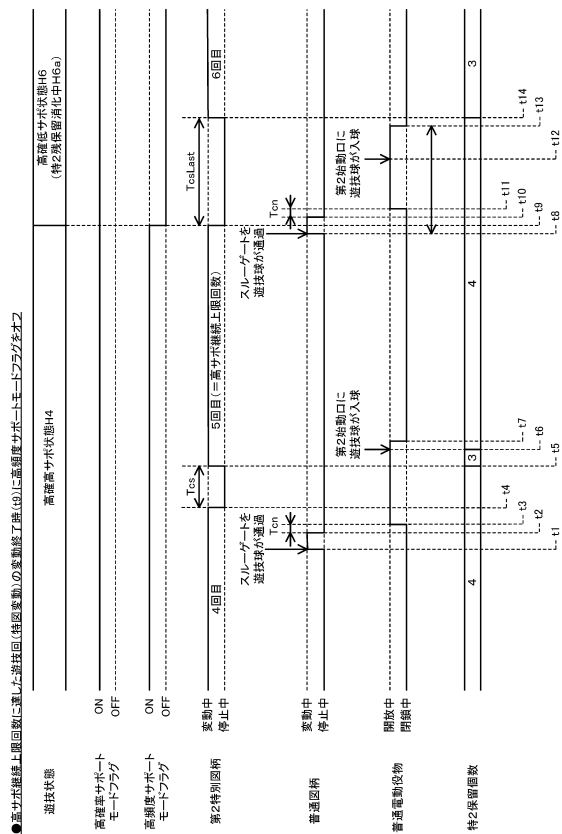 ●高サポ継続上限回数に達した遊技回(特図変動)の変動終了時(t9)に高頻度サポートモードフラグをオフ
遊技状態
高確高サポ状態H4
高確低サポ状態H6
(特2残保留消化中H6a)
高確率サポート
モードフラグ
ON
OFF
高頻度サポート
モードフラグ
ON
OFF
第2特別図柄
変動中
停止中
4回目
Tcs
5回目(=高サポ継続上限回数)
TcsLast
6回目
普通図柄
変動中
停止中
スルーゲートを
遊技球が通過
Tcn
スルーゲートを
遊技球が通過
Tcn
普通電動役物
開放中
閉鎖中
第2始動口に
遊技球が入球
第2始動口に
遊技球が入球
特2保留個数
4
3
4
3
t1
t2
t3
t4
t5
t6
t7
t8
t9
t10
t11
t12
t13
t14